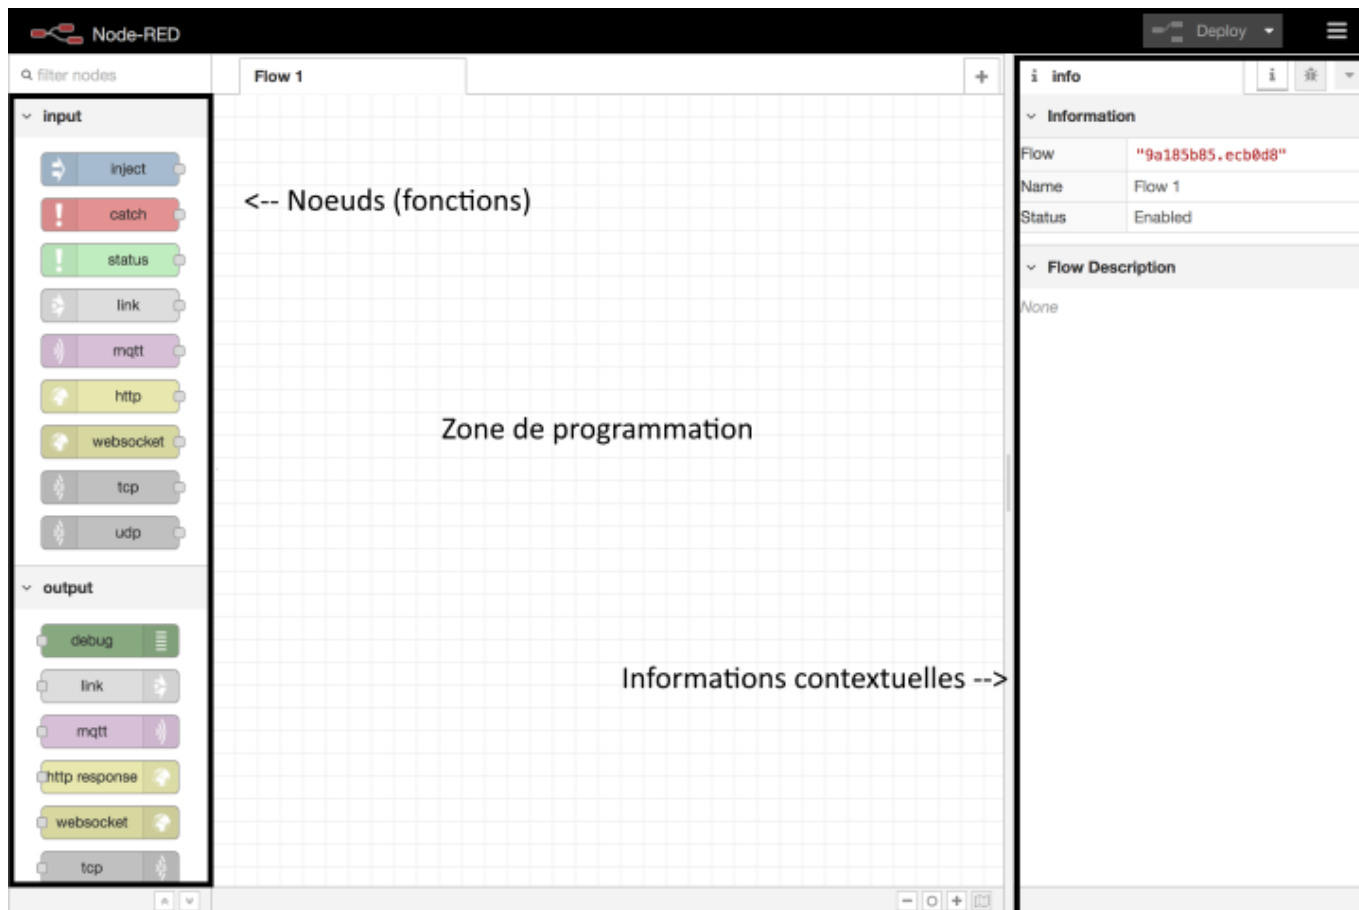 Node-RED
Deploy
filter nodes
Flow 1
+
i info
i
input
inject
catch
status
link
mqtt
http
websocket
tcp
udp
output
debug
link
mqtt
http response
websocket
tcp
<-- Noeuds (fonctions)
Zone de programmation
Informations contextuelles -->
Information
Flow "9a185b85.ecb0d8"
Name Flow 1
Status Enabled
Flow Description
None